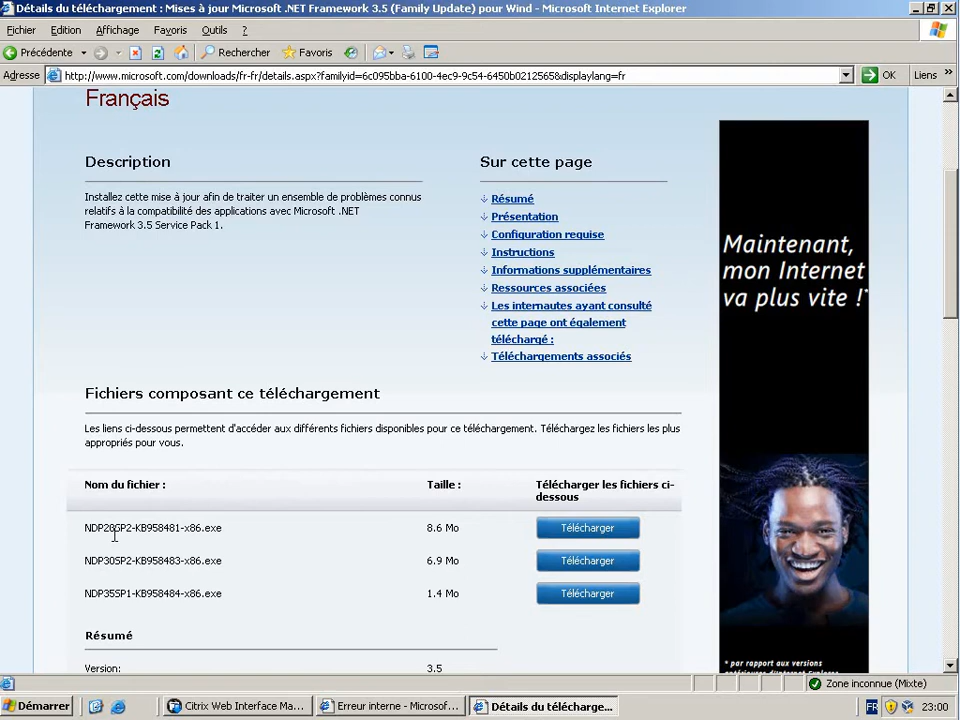 Détails du téléchargement : Mises à jour Microsoft .NET Framework 3.5 (Family Update) pour Wind - Microsoft Internet Explorer
Fichier Edition Affichage Favoris Outils ?
Précédente Rechercher Favoris
Adresse http://www.microsoft.com/downloads/fr-fr/details.aspx?familyid=6c095bba-6100-4ec9-9c54-6450b0212565&displaylang=fr OK Liens »
Français
Description
Installez cette mise à jour afin de traiter un ensemble de problèmes connus
relatifs à la compatibilité des applications avec Microsoft .NET
Framework 3.5 Service Pack 1.
Sur cette page
Résumé
Présentation
Configuration requise
Instructions
Informations supplémentaires
Ressources associées
Les internautes ayant consulté
cette page ont également
téléchargé :
Téléchargements associés
Maintenant,
mon Internet
va plus vite !*
Fichiers composant ce téléchargement
Les liens ci-dessous permettent d'accéder aux différents fichiers disponibles pour ce téléchargement. Téléchargez les fichiers les plus
appropriés pour vous.
Nom du fichier : Taille : Télécharger les fichiers ci-
dessous
NDP20SP2-KB958481-x86.exe 8.6 Mo Télécharger
NDP30SP2-KB958483-x86.exe 6.9 Mo Télécharger
NDP35SP1-KB958484-x86.exe 1.4 Mo Télécharger
Résumé
Version: 3.5
* par rapport aux versions
Zone inconnue (Mixte)
Démarrer Citrix Web Interface Ma... Erreur interne - Microsof... Détails du télécharge... FR 23:00